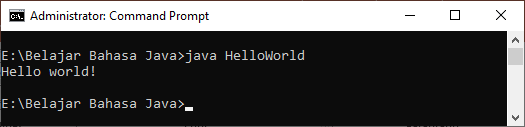 Administrator: Command Prompt
E:\Belajar Bahasa Java>java HelloWorld
Hello world!
E:\Belajar Bahasa Java>